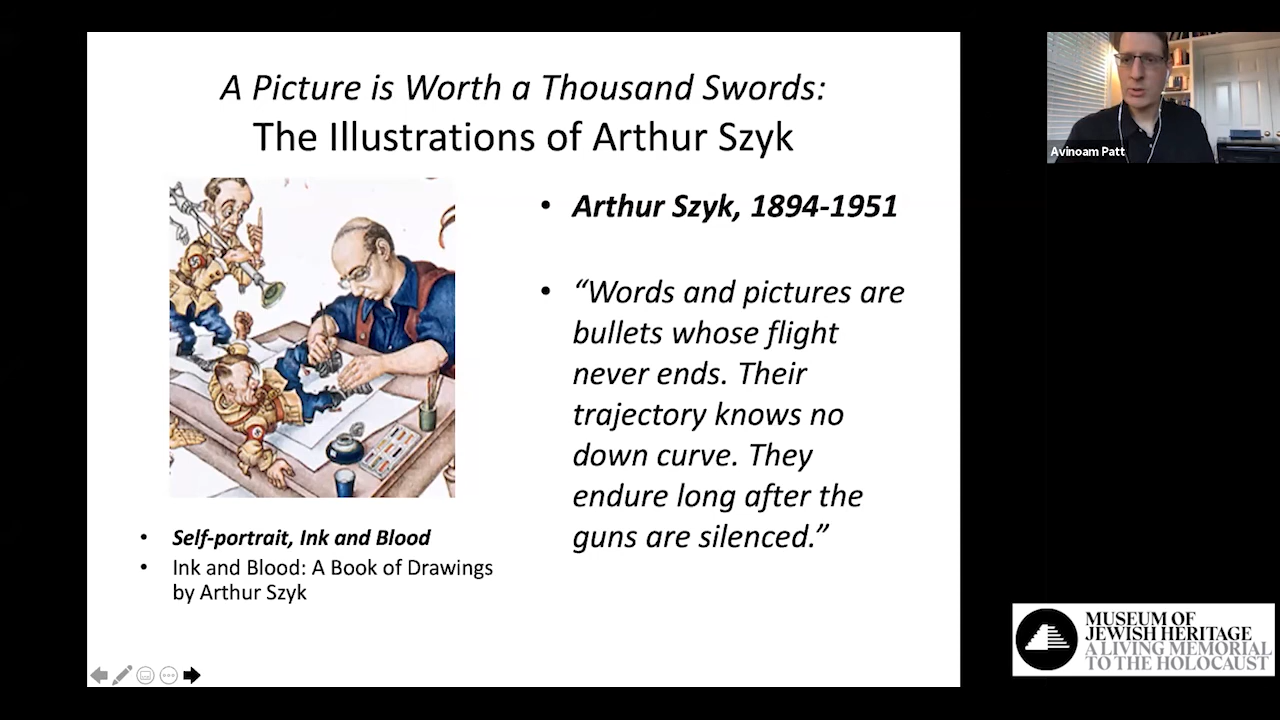 A Picture is Worth a Thousand Swords:
The Illustrations of Arthur Szyk
• Arthur Szyk, 1894-1951
• “Words and pictures are
bullets whose flight
never ends. Their
trajectory knows no
down curve. They
endure long after the
guns are silenced.”
• Self-portrait, Ink and Blood
• Ink and Blood: A Book of Drawings
by Arthur Szyk
Avinoam Patt
MUSEUM OF
JEWISH HERITAGE
A LIVING MEMORIAL
TO THE HOLOCAUST